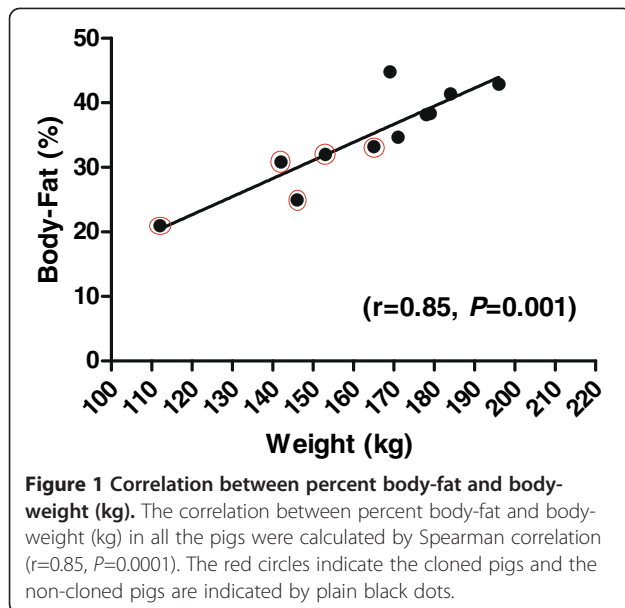 50
40
30
20
10
0
Body-Fat (%)
(r=0.85, P=0.001)
100 110 120 130 140 150 160 170 180 190 200 210 220
Weight (kg)
Figure 1 Correlation between percent body-fat and body-
weight (kg). The correlation between percent body-fat and body-
weight (kg) in all the pigs were calculated by Spearman correlation
(r=0.85, P=0.0001). The red circles indicate the cloned pigs and the
non-cloned pigs are indicated by plain black dots.